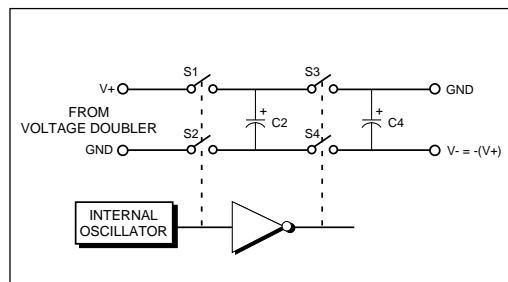 S1
S3
V+
GND
+
C2
+
C4
FROM
VOLTAGE DOUBLER
S2
S4
GND
V- = -(V+)
INTERNAL
OSCILLATOR